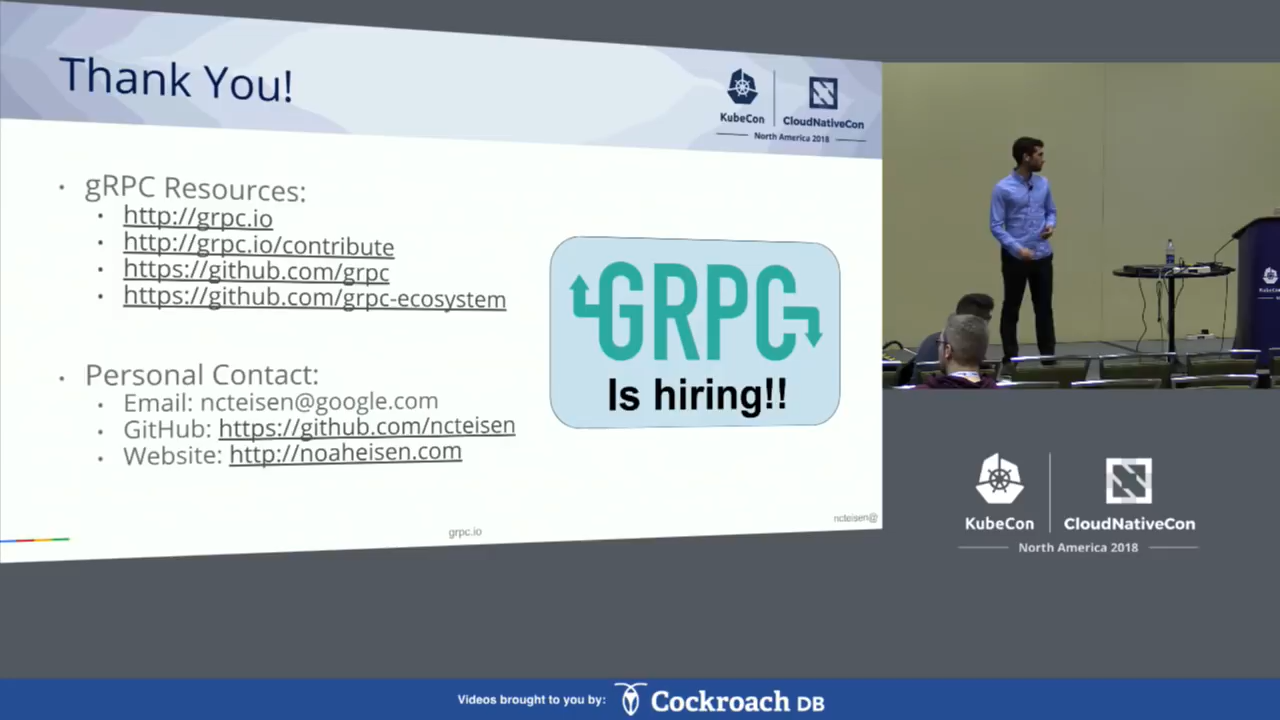 Thank You!
KubeCon
CloudNativeCon
North America 2018
gRPC Resources:
http://grpc.io
http://grpc.io/contribute
https://github.com/grpc
https://github.com/grpc-ecosystem
GRPC
Is hiring!!
Personal Contact:
Email: ncteisen@google.com
GitHub: https://github.com/ncteisen
Website: http://noaheisen.com
grpc.io
ncteisen@
KubeCon
KubeCon
CloudNativeCon
North America 2018
Videos brought to you by: Cockroach DB